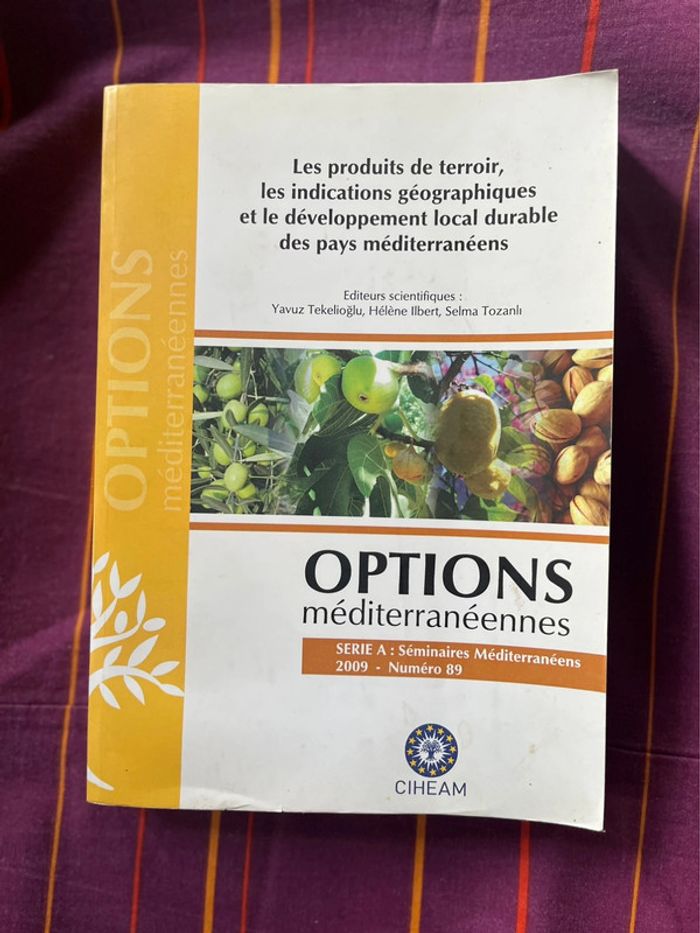 Les produits de terroir,
les indications géographiques
et le développement local durable
des pays méditerranéens
Editeurs scientifiques :
Yavuz Tekelioğlu, Hélène Ilbert, Selma Tozanlı
OPTIONS
méditerranéennes
OPTIONS
méditerranéennes
SERIE A : Séminaires Méditerranéens
2009 - Numéro 89
CIHEAM